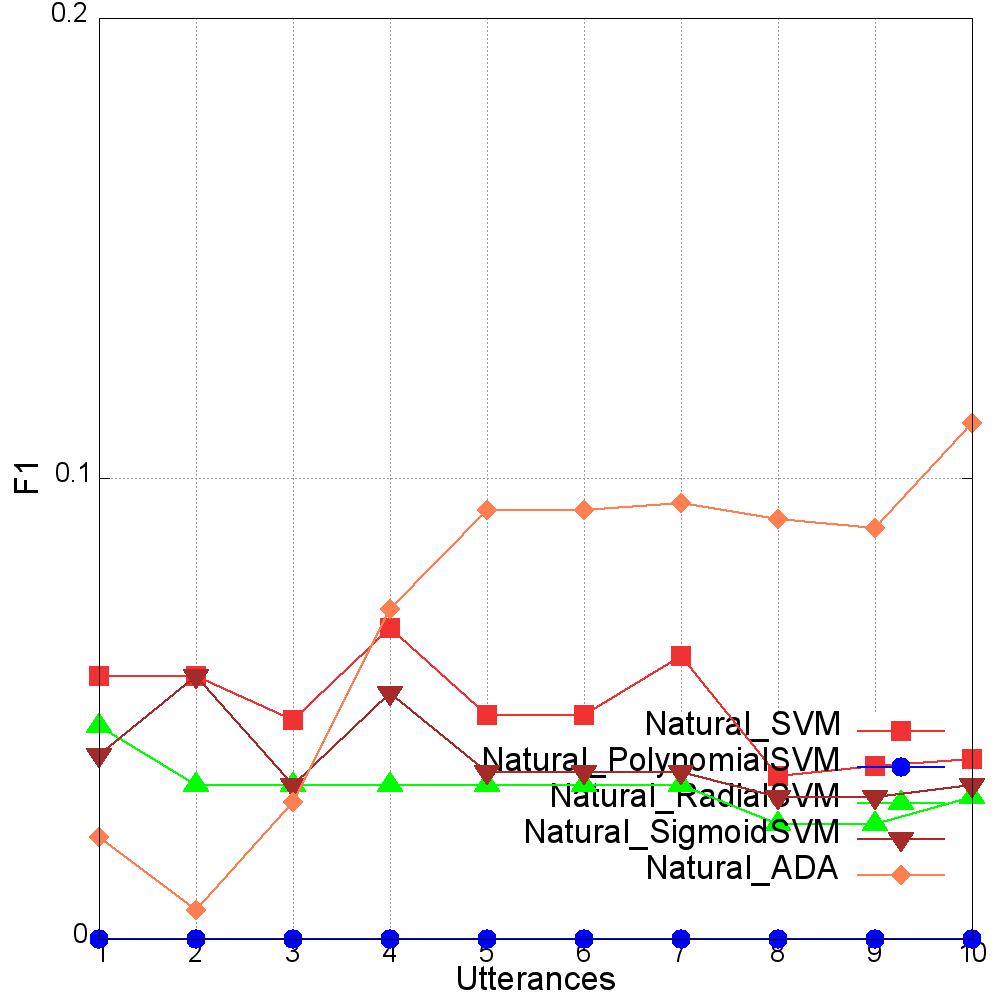 0.2
0.1
F1
Natural_SVM
Natural_PolynomialSVM
Natural_RadialSVM
Natural_SigmoidSVM
Natural_ADA
0
1 2 3 4 5 6 7 8 9 10
Utterances